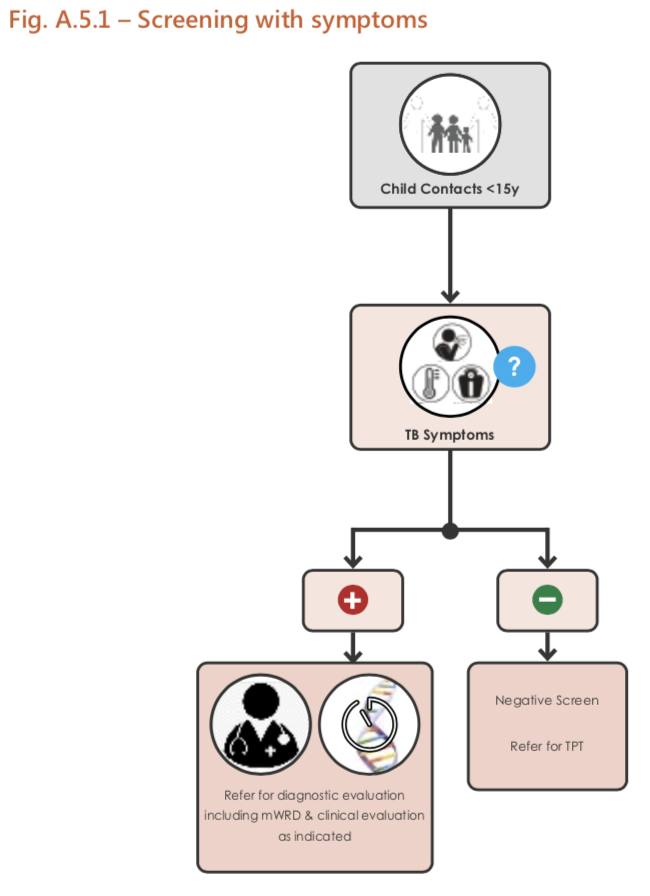 Fig. A.5.1 – Screening with symptoms
Child Contacts <15y
?
TB Symptoms
+
−
Negative Screen
Refer for TPT
Refer for diagnostic evaluation
including mWRD & clinical evaluation
as indicated